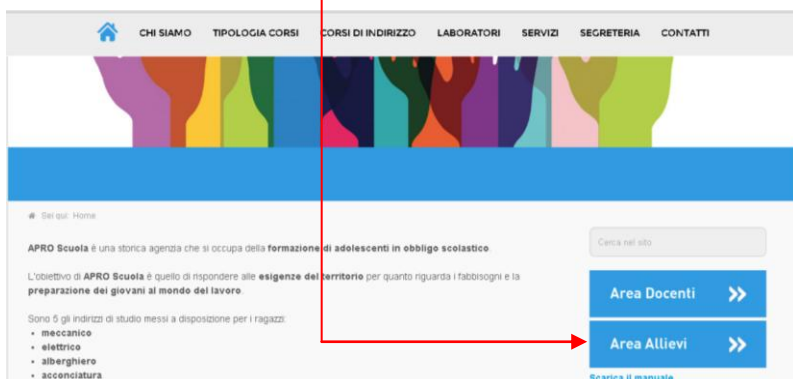 CHI SIAMO TIPOLOGIA CORSI CORSI DI INDIRIZZO LABORATORI SERVIZI SEGRETERIA CONTATTI
Sei qui: Home
APRO Scuola è una storica agenzia che si occupa della formazione di adolescenti in obbligo scolastico.
L'obiettivo di APRO Scuola è quello di rispondere alle esigenze del territorio per quanto riguarda i fabbisogni e la
preparazione dei giovani al mondo del lavoro.
Sono 5 gli indirizzi di studio messi a disposizione per i ragazzi:
• meccanico
• elettrico
• alberghiero
• acconciatura
Cerca nel sito
Area Docenti »
Area Allievi »
Scarica il manuale